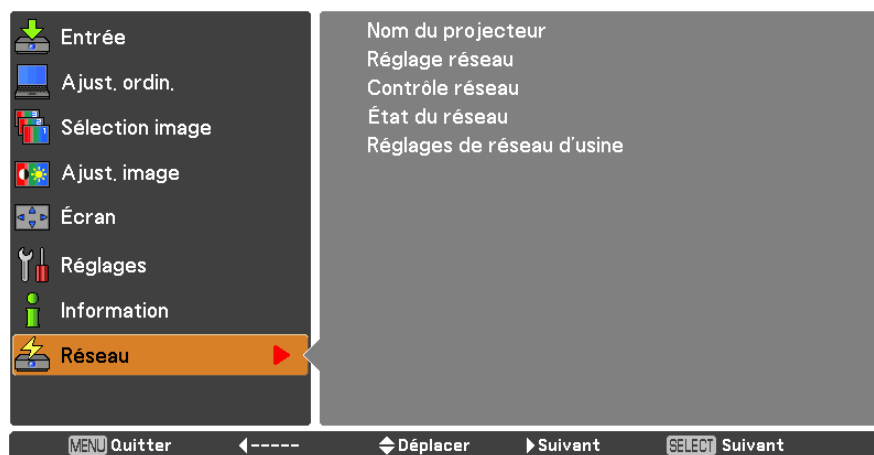 Entrée
Ajust. ordin.
Sélection image
Ajust. image
Écran
Réglages
Information
Réseau
Nom du projecteur
Réglage réseau
Contrôle réseau
État du réseau
Réglages de réseau d'usine
MENU Quitter ----- Déplacer Suivant SELECT Suivant